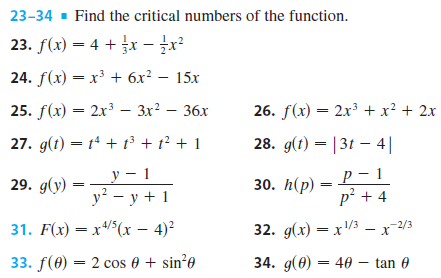 23–34 ▪ Find the critical numbers of the function.
23. f(x) = 4 + 1/3 x − 1/2 x²
24. f(x) = x³ + 6x² − 15x
25. f(x) = 2x³ − 3x² − 36x
26. f(x) = 2x³ + x² + 2x
27. g(t) = t⁴ + t³ + t² + 1
28. g(t) = |3t − 4|
29. g(y) = (y − 1)/(y² − y + 1)
30. h(p) = (p − 1)/(p² + 4)
31. F(x) = x^4/5(x − 4)²
32. g(x) = x^1/3 − x^−2/3
33. f(θ) = 2 cos θ + sin²θ
34. g(θ) = 4θ − tan θ